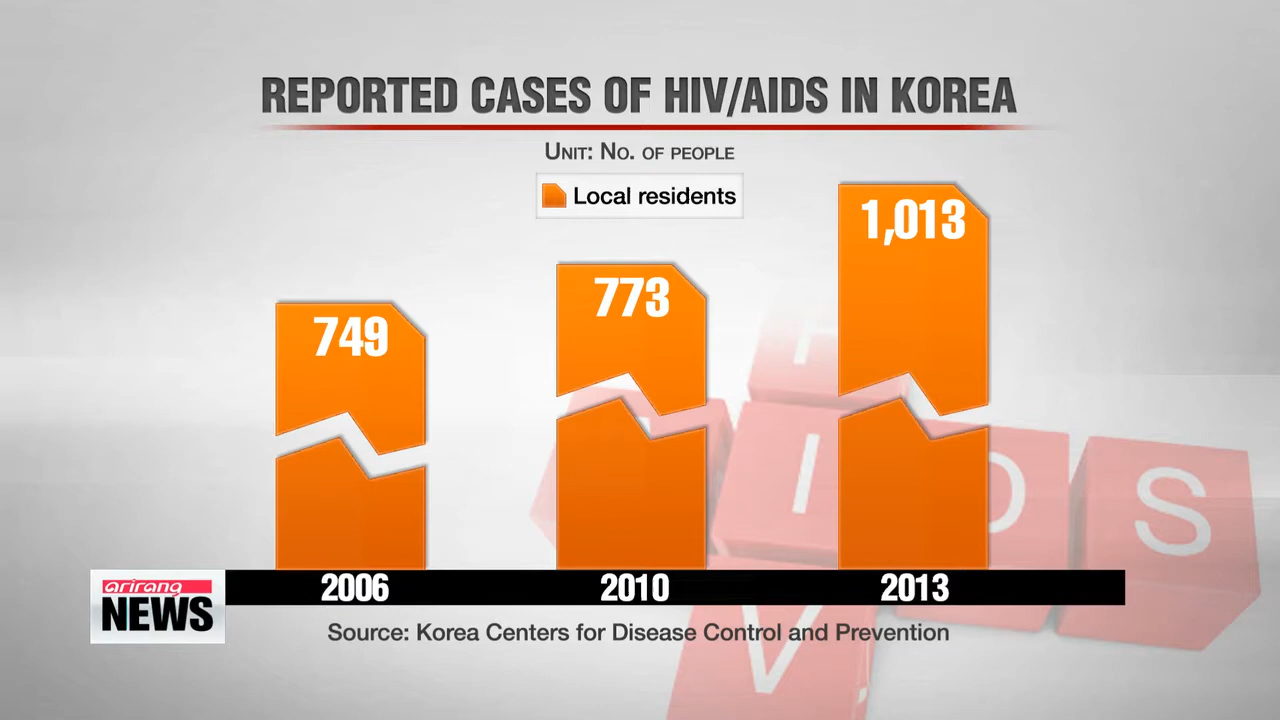 REPORTED CASES OF HIV/AIDS IN KOREA
UNIT: NO. OF PEOPLE
Local residents
749
773
1,013
I
D
S
V
2006
2010
2013
arirang
NEWS
Source: Korea Centers for Disease Control and Prevention